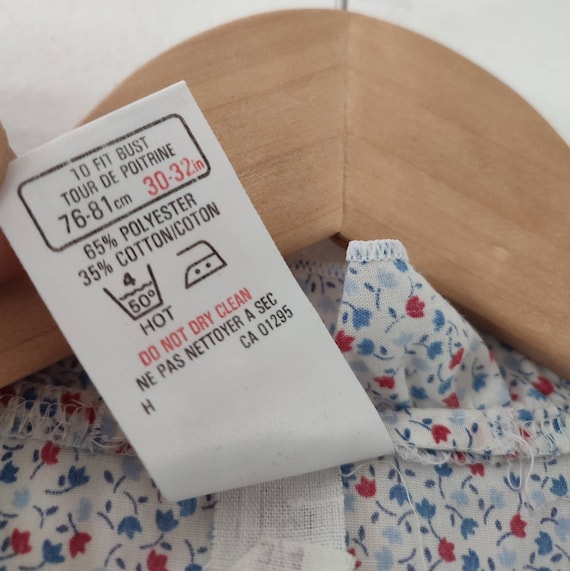 TO FIT BUST
TOUR DE POITRINE
76-81cm 30-32in
65% POLYESTER
35% COTTON/COTON
4
50°
HOT
DO NOT DRY CLEAN
NE PAS NETTOYER A SEC
CA 01295
H